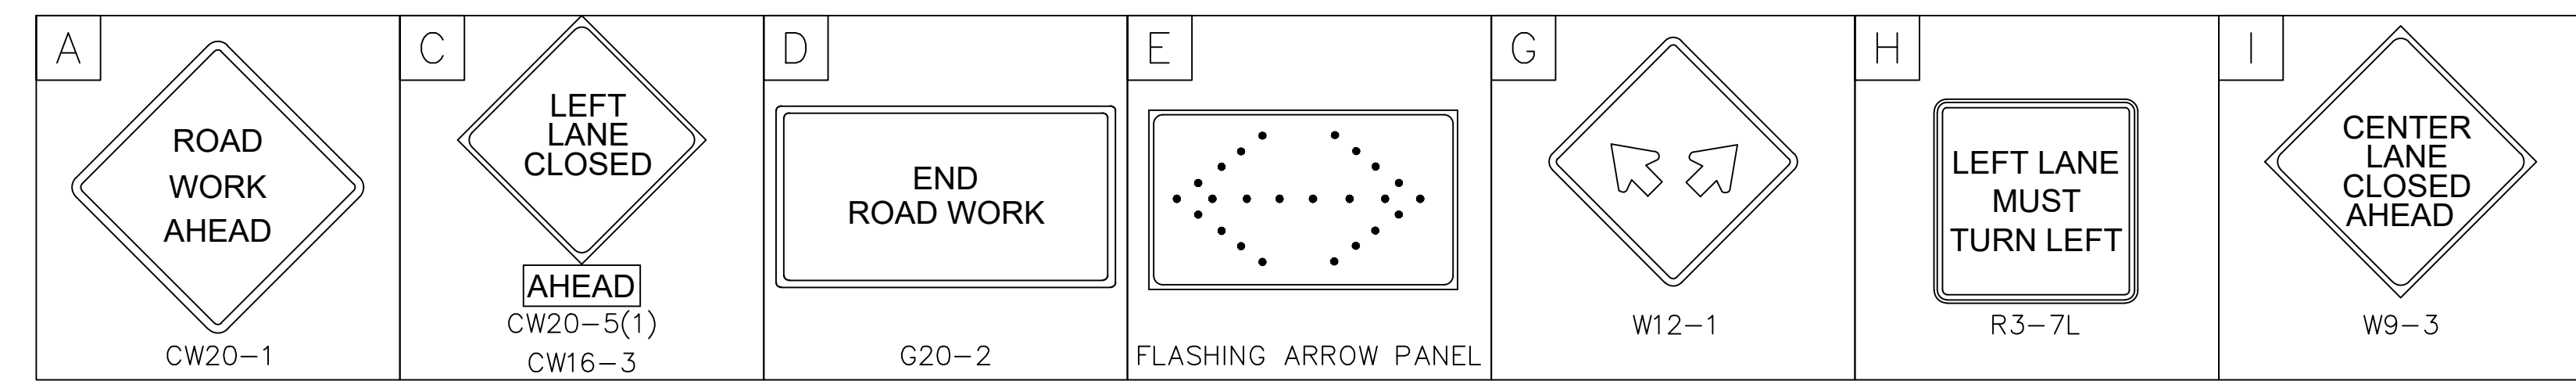 A
ROAD
WORK
AHEAD
CW20-1
C
LEFT
LANE
CLOSED
AHEAD
CW20-5(1)
CW16-3
D
END
ROAD WORK
G20-2
E
FLASHING ARROW PANEL
G
W12-1
H
LEFT LANE
MUST
TURN LEFT
R3-7L
I
CENTER
LANE
CLOSED
AHEAD
W9-3